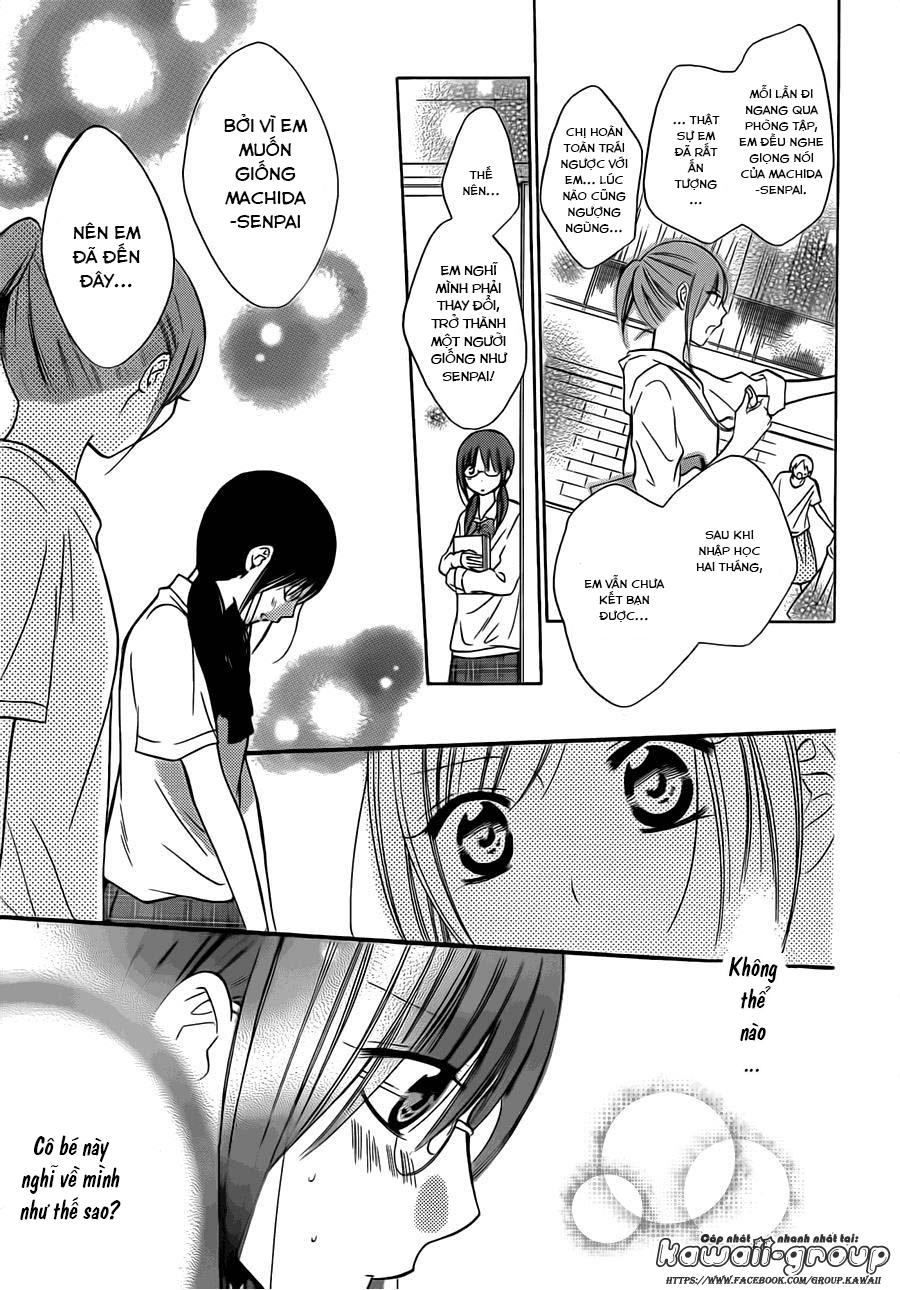 MỖI LẦN ĐI
NGANG QUA
PHÒNG TẬP,
EM ĐỀU NGHE
GIỌNG NÓI
CỦA MACHIDA
-SENPAI.
... THẬT
SỰ EM
ĐÃ RẤT
ẤN
TƯỢNG
...
CHỊ HOÀN
TOÀN TRÁI
NGƯỢC VỚI
EM... LÚC
NÀO CŨNG
NGƯỢNG
NGÙNG...
SAU KHI
NHẬP HỌC
HAI THÁNG,
EM VẪN CHƯA
KẾT BẠN
ĐƯỢC...
THẾ
NÊN...
EM NGHĨ
MÌNH PHẢI
THAY ĐỔI,
TRỞ THÀNH
MỘT NGƯỜI
GIỐNG NHƯ
SENPAI!
BỞI VÌ EM
MUỐN
GIỐNG
MACHIDA
-SENPAI
NÊN EM
ĐÃ ĐẾN
ĐÂY...
Không
thể
nào
...
Cô bé này
nghĩ về mình
như thế sao?
Cập nhật nhanh nhất tại:
kawaii-group
HTTPS://WWW.FACEBOOK.COM/GROUP.KAWAII